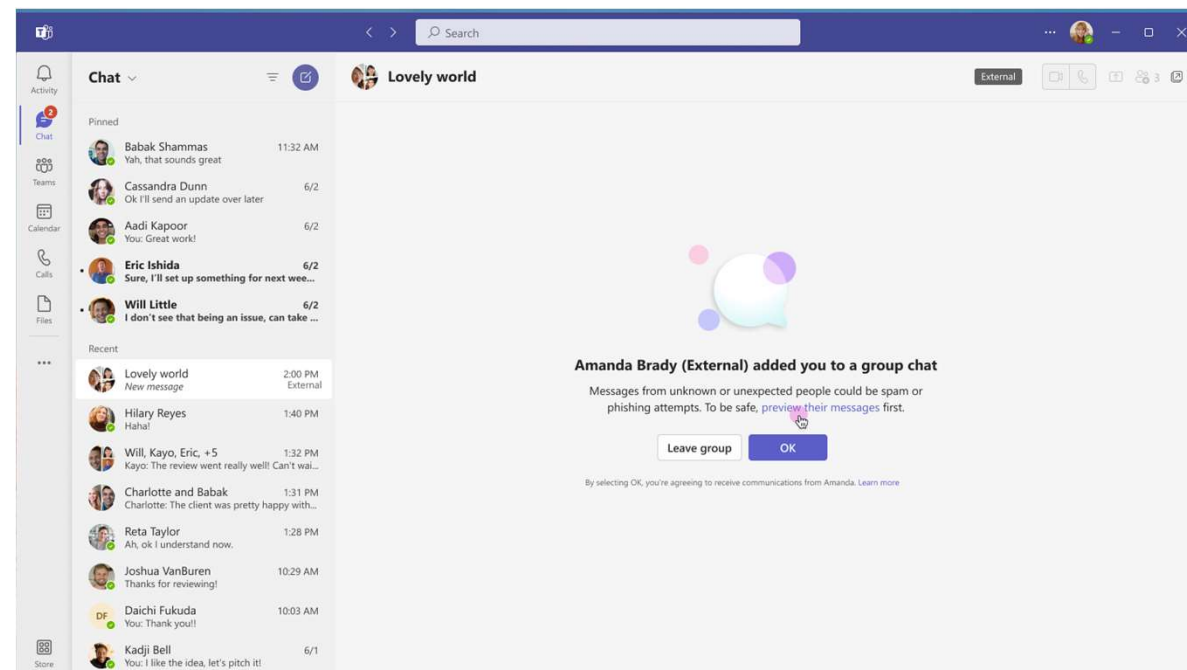 Search
Activity
Chat
2
Teams
Calendar
Calls
Files
Store
Chat
Pinned
Babak Shammas 11:32 AM
Yah, that sounds great
Cassandra Dunn 6/2
Ok I'll send an update over later
Aadi Kapoor 6/2
You: Great work!
Eric Ishida 6/2
Sure, I'll set up something for next wee...
Will Little 6/2
I don't see that being an issue, can take ...
Recent
Lovely world 2:00 PM
New message External
Hilary Reyes 1:40 PM
Haha!
Will, Kayo, Eric, +5 1:32 PM
Kayo: The review went really well! Can't wai...
Charlotte and Babak 1:31 PM
Charlotte: The client was pretty happy with...
Reta Taylor 1:28 PM
Ah, ok I understand now.
Joshua VanBuren 10:29 AM
Thanks for reviewing!
DF
Daichi Fukuda 10:03 AM
You: Thank you!!
Kadji Bell 6/1
You: I like the idea, let's pitch it!
Lovely world
External
3
Amanda Brady (External) added you to a group chat
Messages from unknown or unexpected people could be spam or
phishing attempts. To be safe, preview their messages first.
Leave group
OK
By selecting OK, you're agreeing to receive communications from Amanda. Learn more